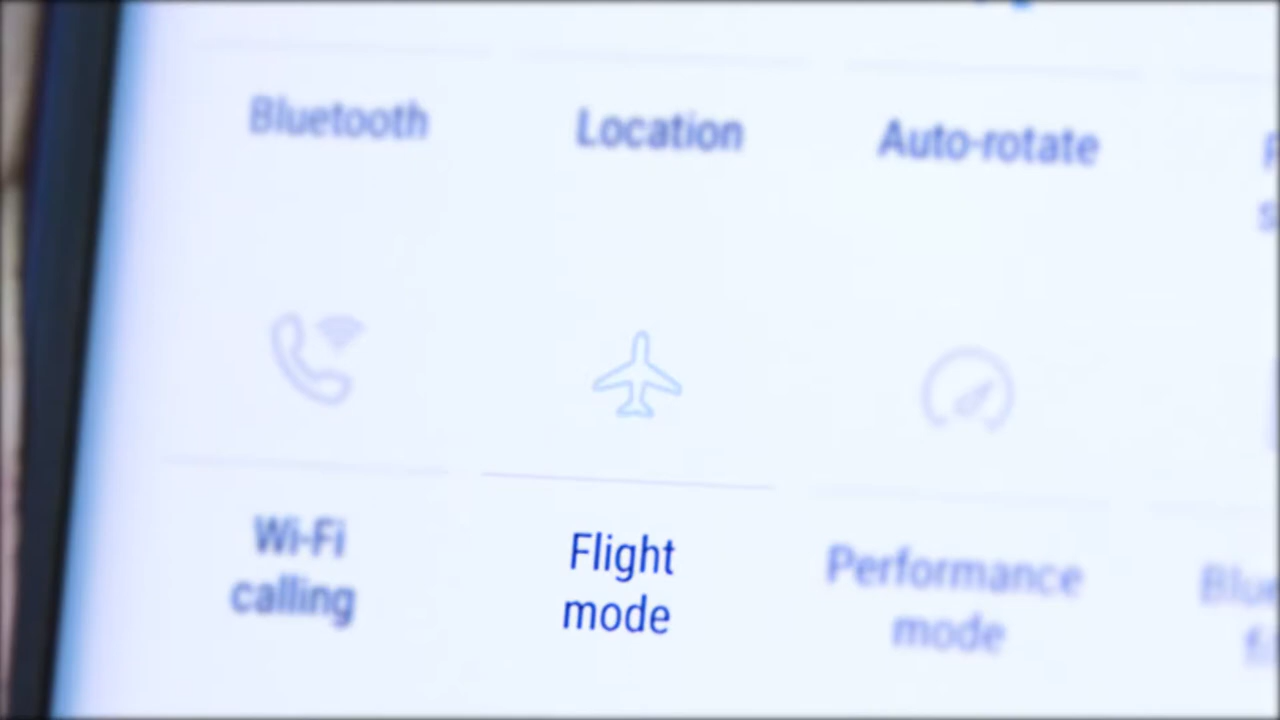 Bluetooth
Location
Auto-rotate
Wi-Fi
calling
Flight
mode
Performance
mode